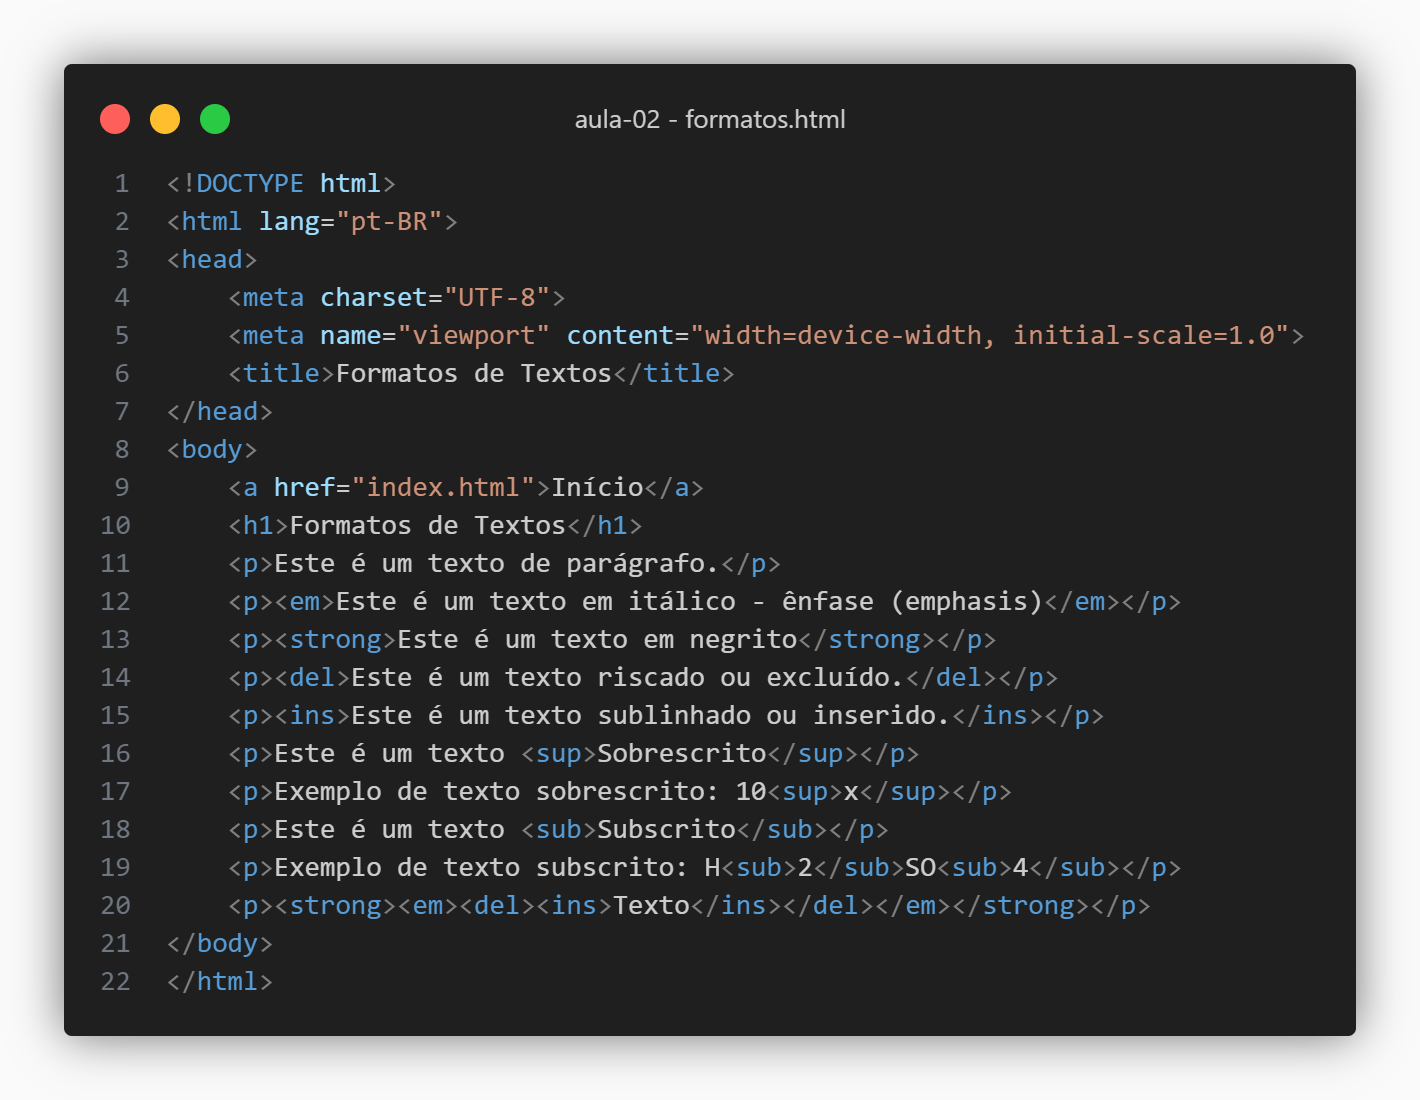 aula-02 - formatos.html
1 <!DOCTYPE html>
2 <html lang="pt-BR">
3 <head>
4     <meta charset="UTF-8">
5     <meta name="viewport" content="width=device-width, initial-scale=1.0">
6     <title>Formatos de Textos</title>
7 </head>
8 <body>
9     <a href="index.html">Início</a>
10     <h1>Formatos de Textos</h1>
11     <p>Este é um texto de parágrafo.</p>
12     <p><em>Este é um texto em itálico - ênfase (emphasis)</em></p>
13     <p><strong>Este é um texto em negrito</strong></p>
14     <p><del>Este é um texto riscado ou excluído.</del></p>
15     <p><ins>Este é um texto sublinhado ou inserido.</ins></p>
16     <p>Este é um texto <sup>Sobrescrito</sup></p>
17     <p>Exemplo de texto sobrescrito: 10<sup>x</sup></p>
18     <p>Este é um texto <sub>Subscrito</sub></p>
19     <p>Exemplo de texto subscrito: H<sub>2</sub>SO<sub>4</sub></p>
20     <p><strong><em><del><ins>Texto</ins></del></em></strong></p>
21 </body>
22 </html>